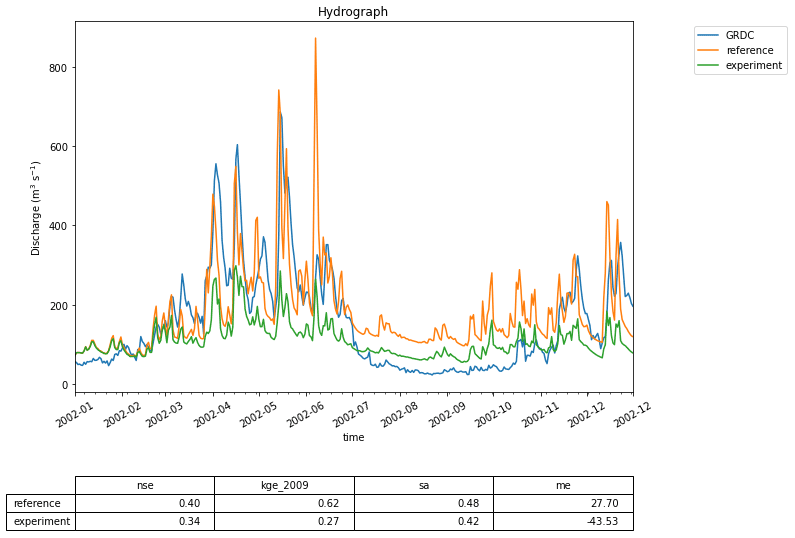 Hydrograph
GRDC
reference
experiment
Discharge (m³ s⁻¹)
800
600
400
200
0
2002-01 2002-02 2002-03 2002-04 2002-05 2002-06 2002-07 2002-08 2002-09 2002-10 2002-11 2002-12 2002-12
time
nse kge_2009 sa me
reference 0.40 0.62 0.48 27.70
experiment 0.34 0.27 0.42 -43.53